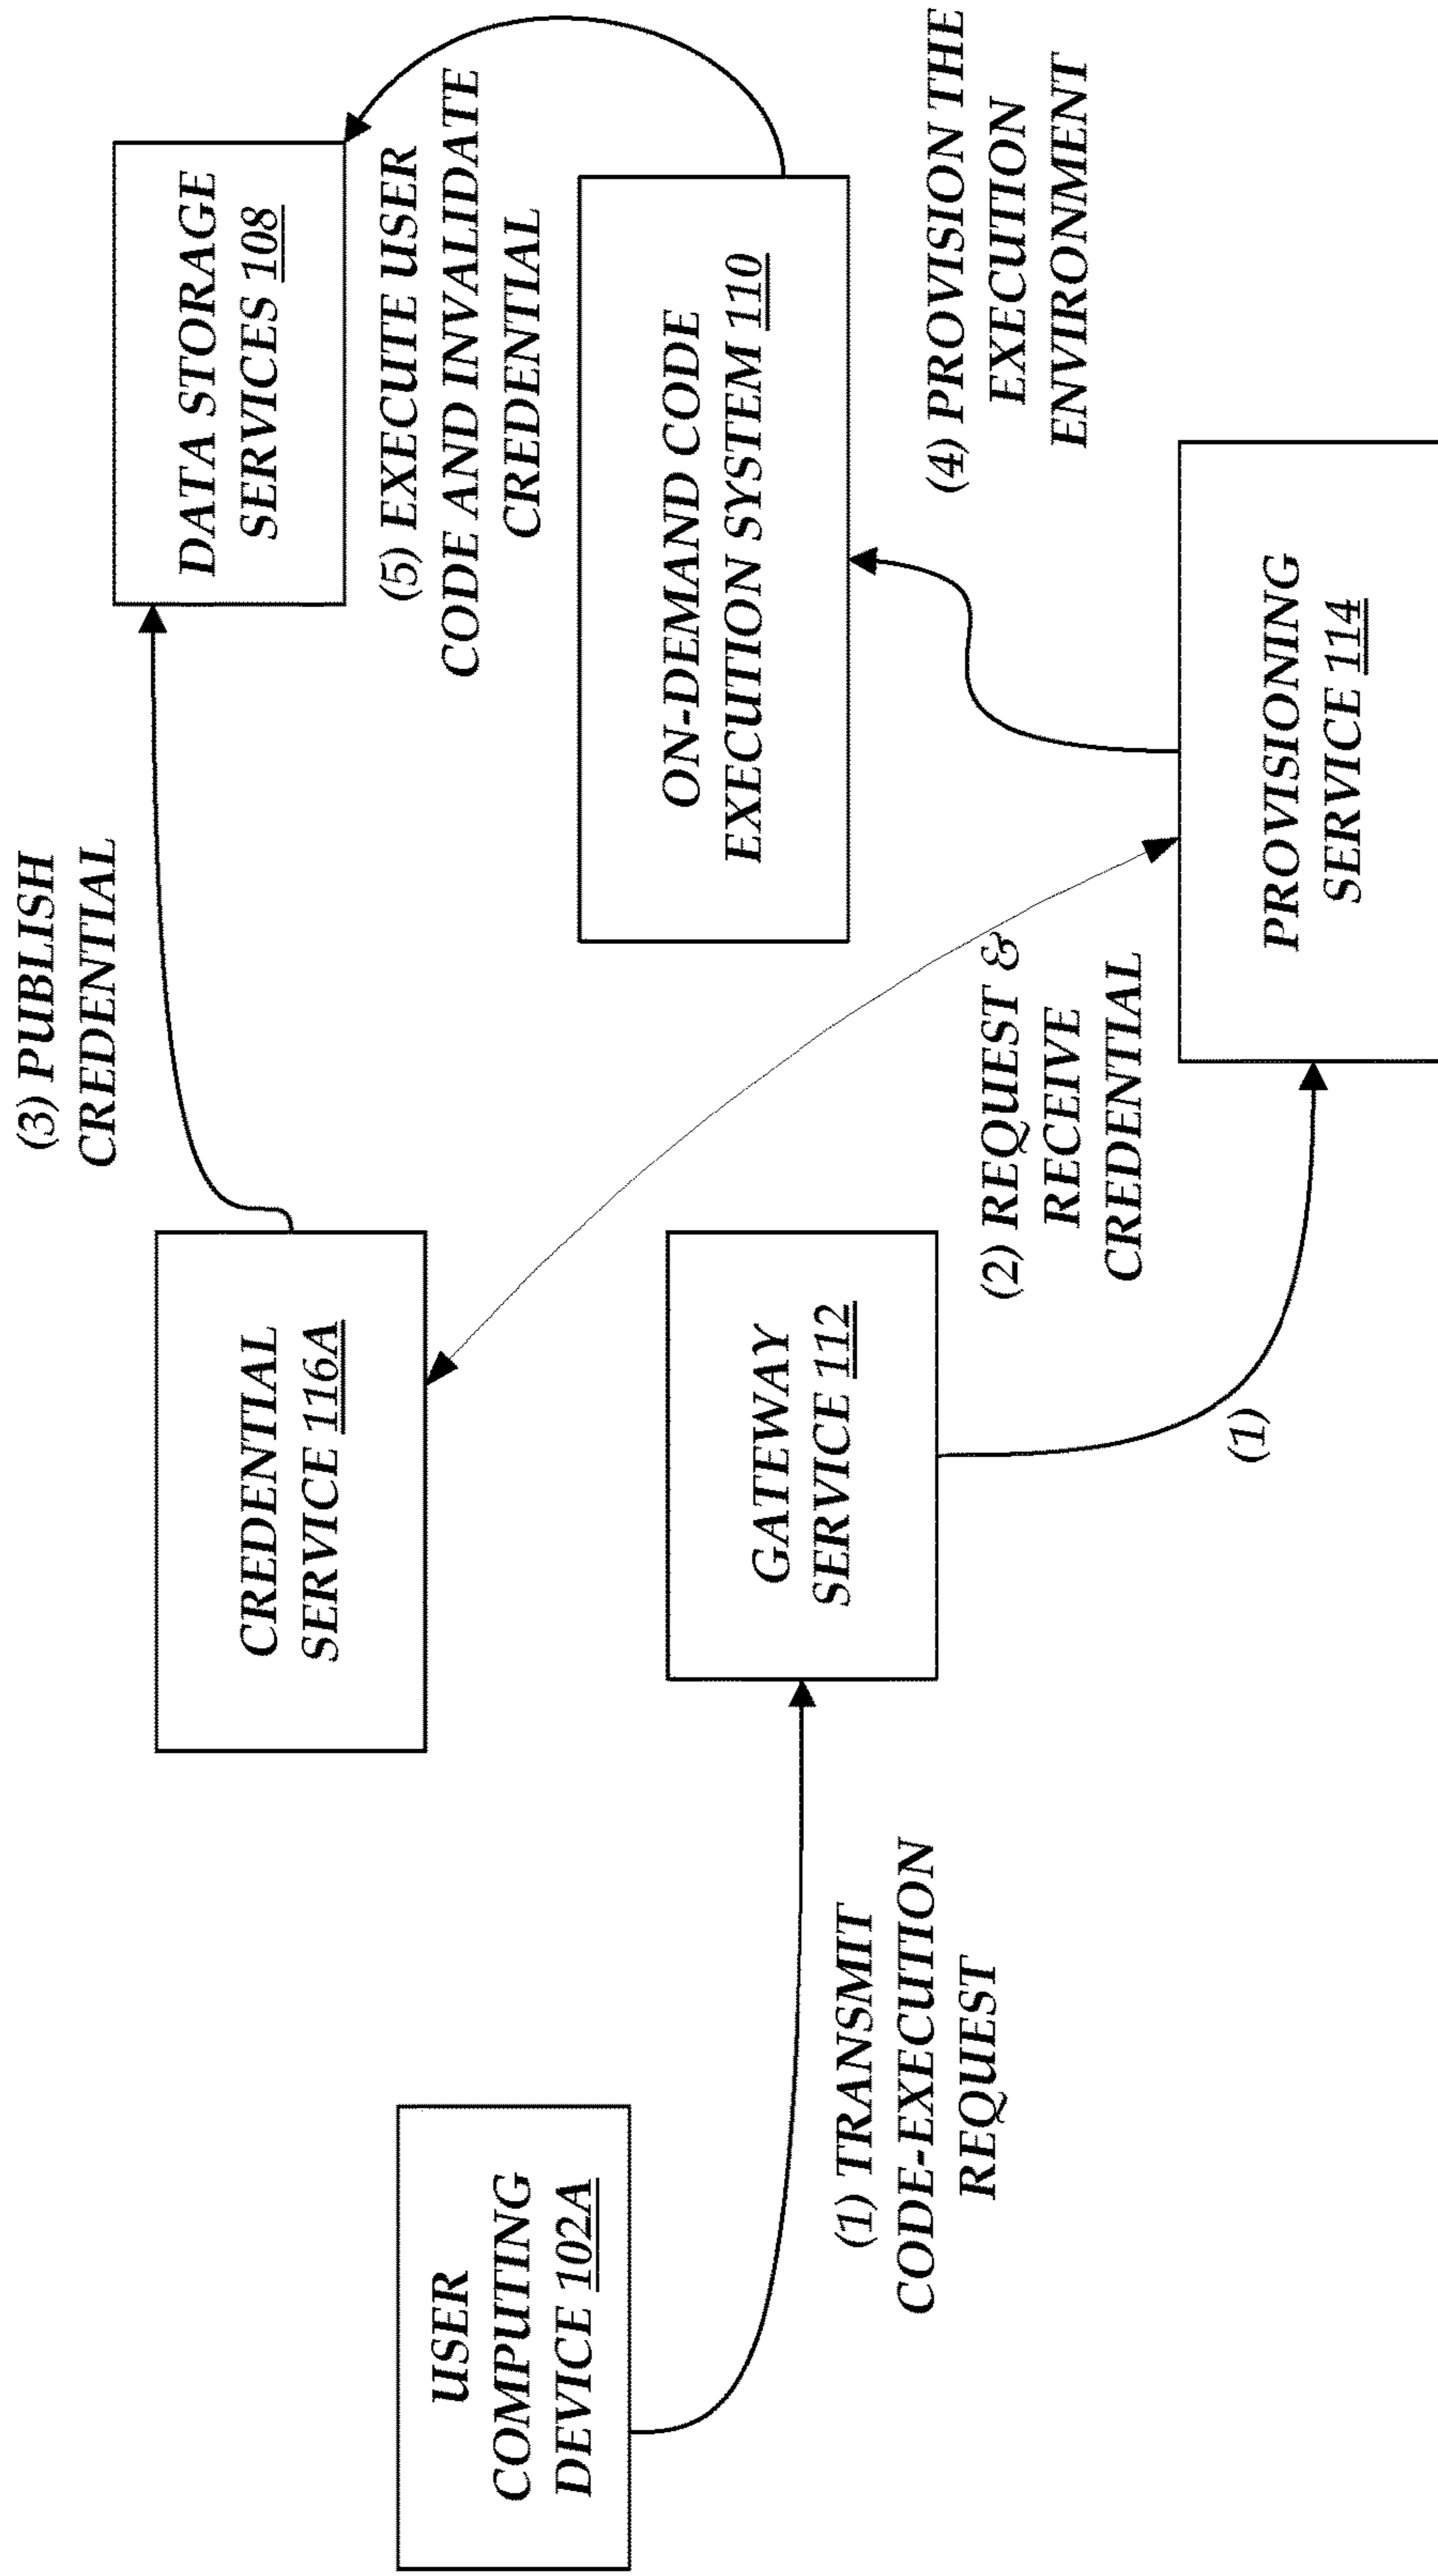 (3) PUBLISH
CREDENTIAL
DATA STORAGE
SERVICES 108
CREDENTIAL
SERVICE 116A
(5) EXECUTE USER
CODE AND INVALIDATE
CREDENTIAL
USER
COMPUTING
DEVICE 102A
GATEWAY
SERVICE 112
ON-DEMAND CODE
EXECUTION SYSTEM 110
(1) TRANSMIT
CODE-EXECUTION
REQUEST
(2) REQUEST &
RECEIVE
CREDENTIAL
(4) PROVISION THE
EXECUTION
ENVIRONMENT
(1)
PROVISIONING
SERVICE 114